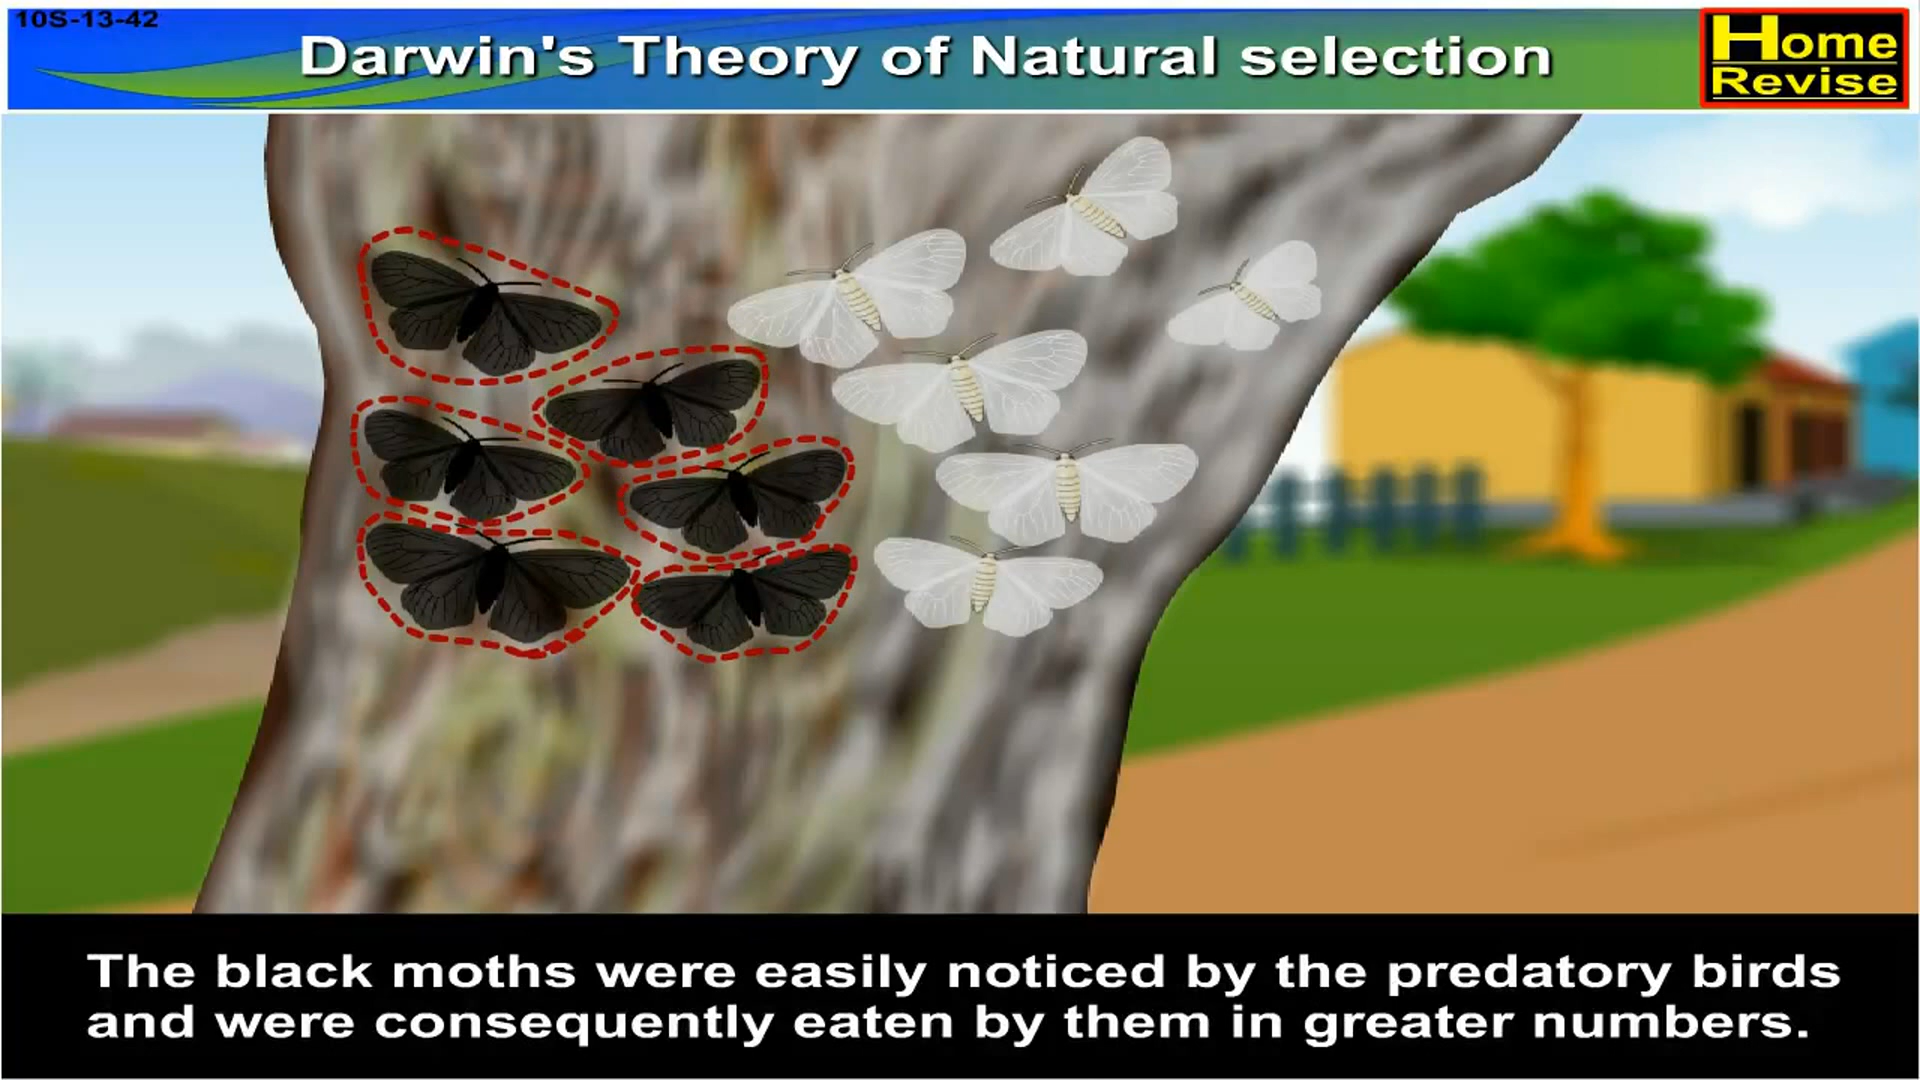 10S-13-42
Darwin's Theory of Natural selection
Home
Revise
The black moths were easily noticed by the predatory birds
and were consequently eaten by them in greater numbers.